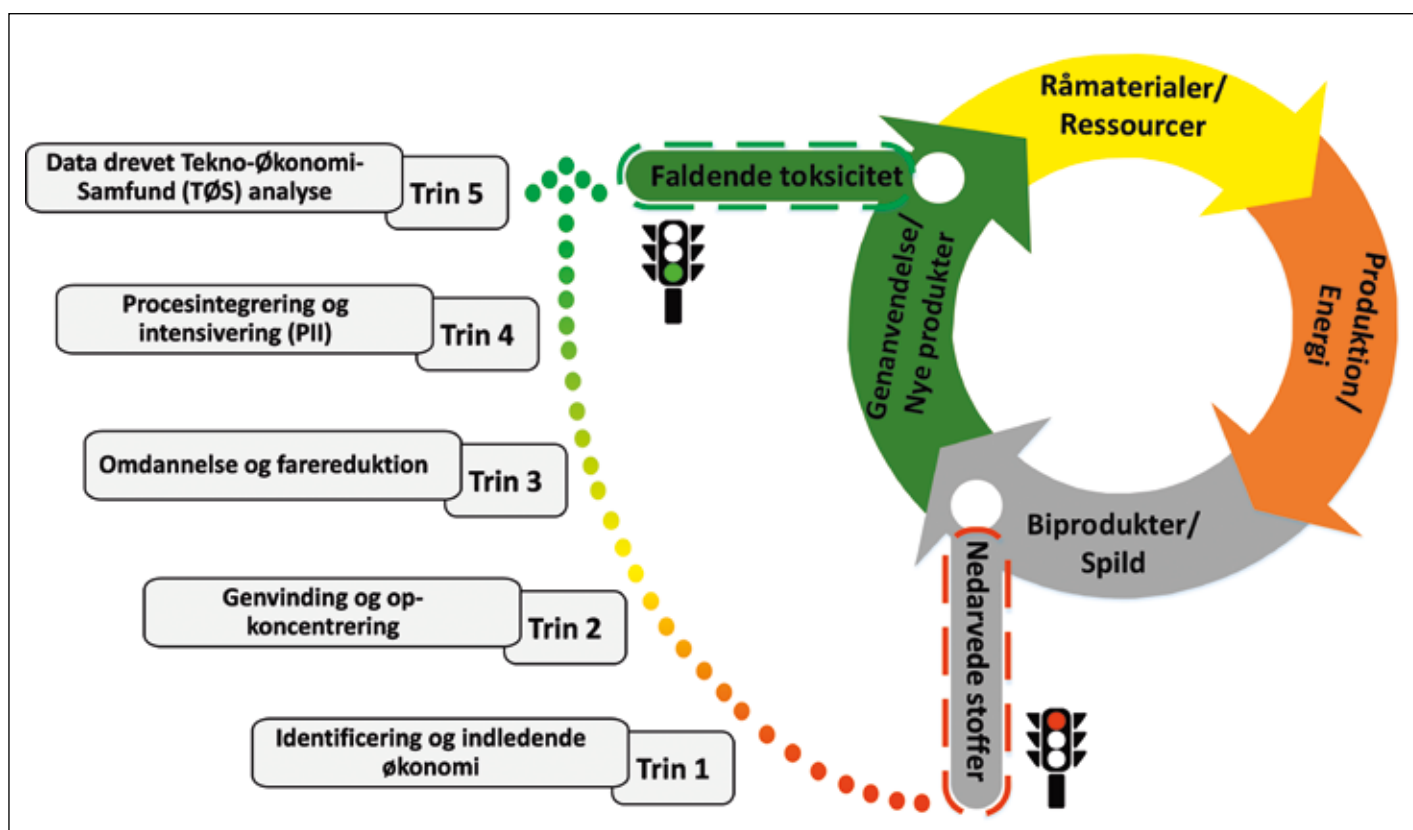 Data drevet Tekno-Økonomi-
Samfund (TØS) analyse
Trin 5
Procesintegrering og
intensivering (PII)
Trin 4
Omdannelse og farereduktion
Trin 3
Genvinding og op-
koncentrering
Trin 2
Identificering og indledende
økonomi
Trin 1
Faldende toksicitet
Råmaterialer/
Ressourcer
Produktion/
Energi
Biprodukter/
Spild
Genanvendelse/
Nye produkter
Nedarvede stoffer